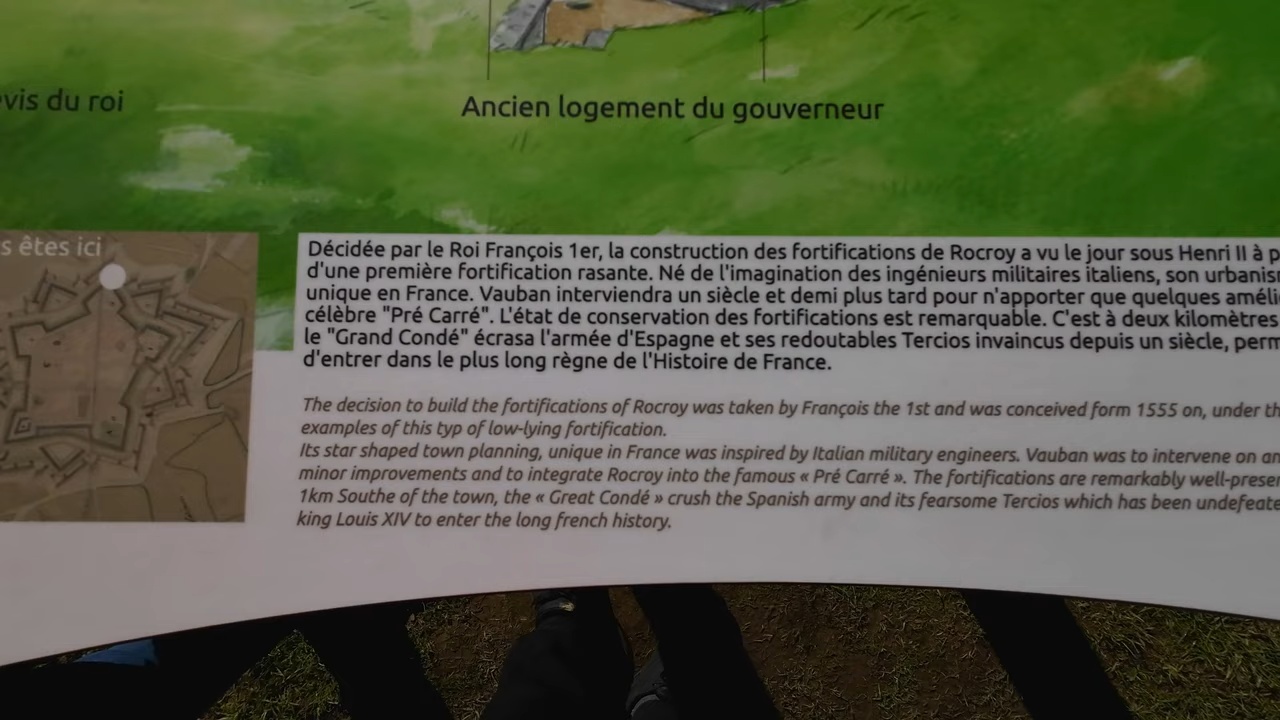 du roi
Ancien logement du gouverneur
êtes ici
Décidée par le Roi François 1er, la construction des fortifications de Rocroy a vu le jour sous Henri II à
d'une première fortification rasante. Né de l'imagination des ingénieurs militaires italiens, son
unique en France. Vauban interviendra un siècle et demi plus tard pour n'apporter que quelques
célèbre "Pré Carré". L'état de conservation des fortifications est remarquable. C'est à deux kilomètres
le "Grand Condé" écrasa l'armée d'Espagne et ses redoutables Tercios invaincus depuis un siècle,
d'entrer dans le plus long règne de l'Histoire de France.
The decision to build the fortifications of Rocroy was taken by François the 1st and was conceived form 1555 on, under
examples of this typ of low-lying fortification.
Its star shaped town planning, unique in France was inspired by Italian military engineers. Vauban was to intervene on
minor improvements and to integrate Rocroy into the famous « Pré Carré ». The fortifications are remarkably
1km Southe of the town, the « Great Condé » crush the Spanish army and its fearsome Tercios which has been
king Louis XIV to enter the long french history.